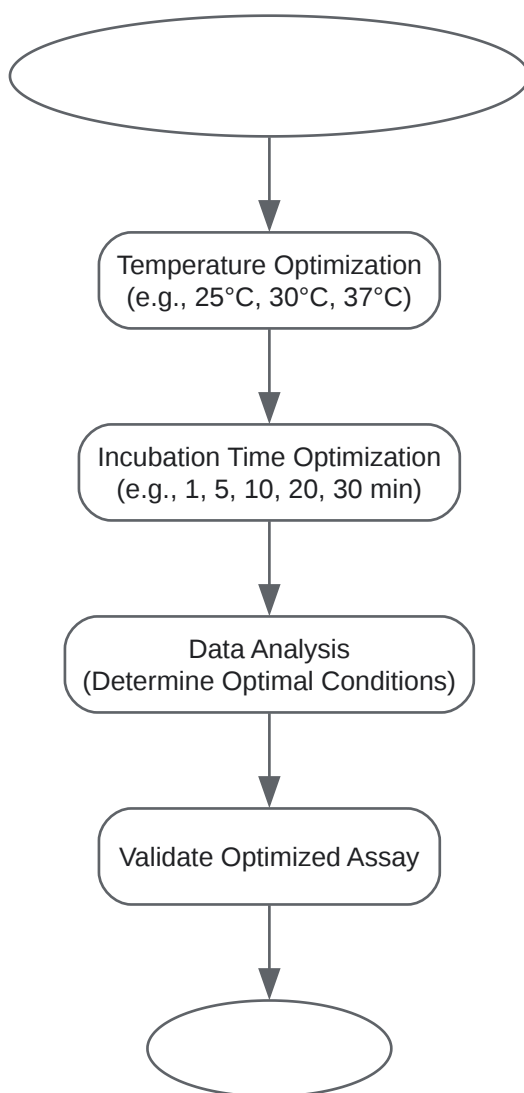 Temperature Optimization
(e.g., 25°C, 30°C, 37°C)
Incubation Time Optimization
(e.g., 1, 5, 10, 20, 30 min)
Data Analysis
(Determine Optimal Conditions)
Validate Optimized Assay